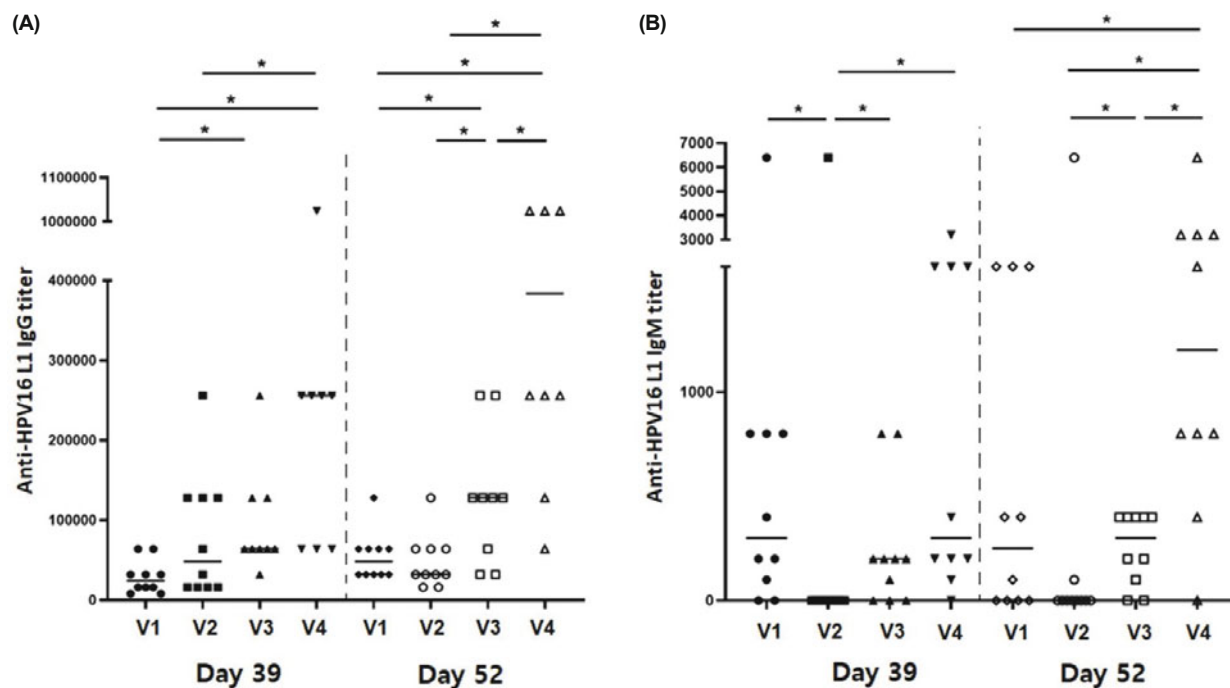 (A)
* * * * * * * *
Anti-HPV16 L1 IgG titer
1100000
1000000
400000
300000
200000
100000
0
V1 V2 V3 V4 V1 V2 V3 V4
Day 39 Day 52
(B)
* * * * * * *
Anti-HPV16 L1 IgM titer
7000
6000
5000
4000
3000
1000
0
V1 V2 V3 V4 V1 V2 V3 V4
Day 39 Day 52